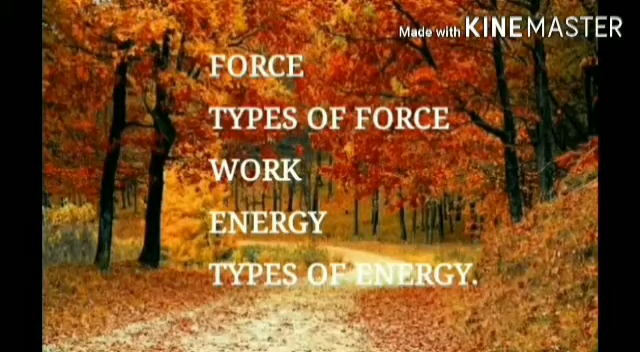 Made with KINEMASTER
FORCE
TYPES OF FORCE
WORK
ENERGY
TYPES OF ENERGY.